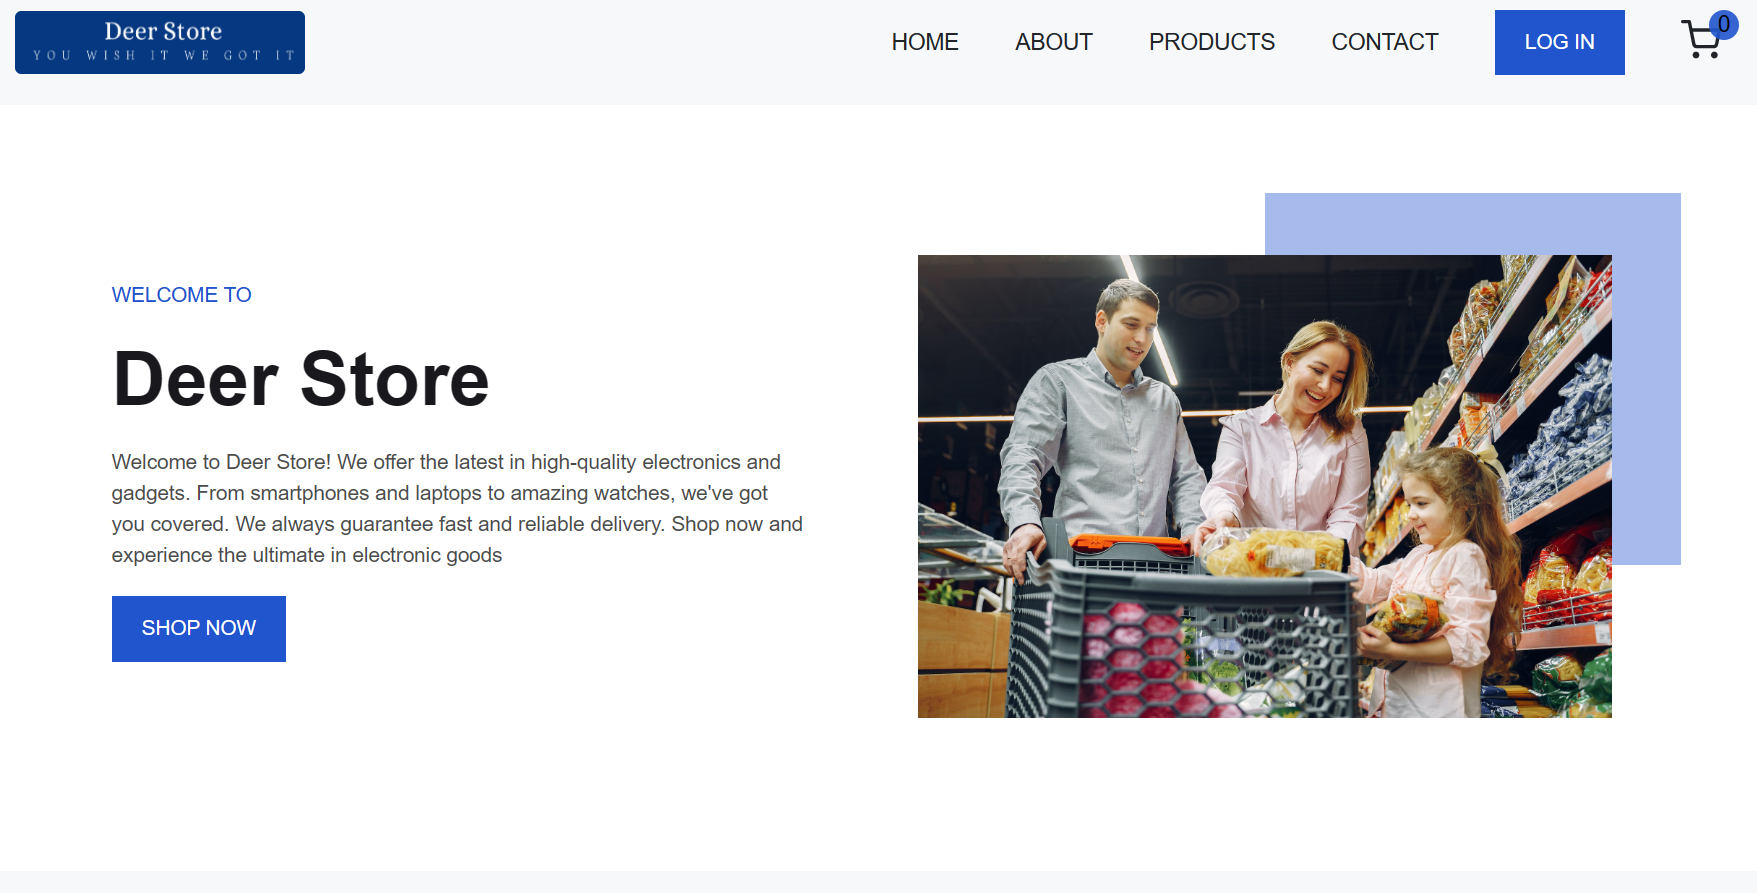 Deer Store
YOU WISH IT WE GOT IT
HOME
ABOUT
PRODUCTS
CONTACT
LOG IN
0
WELCOME TO
Deer Store
Welcome to Deer Store! We offer the latest in high-quality electronics and
gadgets. From smartphones and laptops to amazing watches, we've got
you covered. We always guarantee fast and reliable delivery. Shop now and
experience the ultimate in electronic goods
SHOP NOW